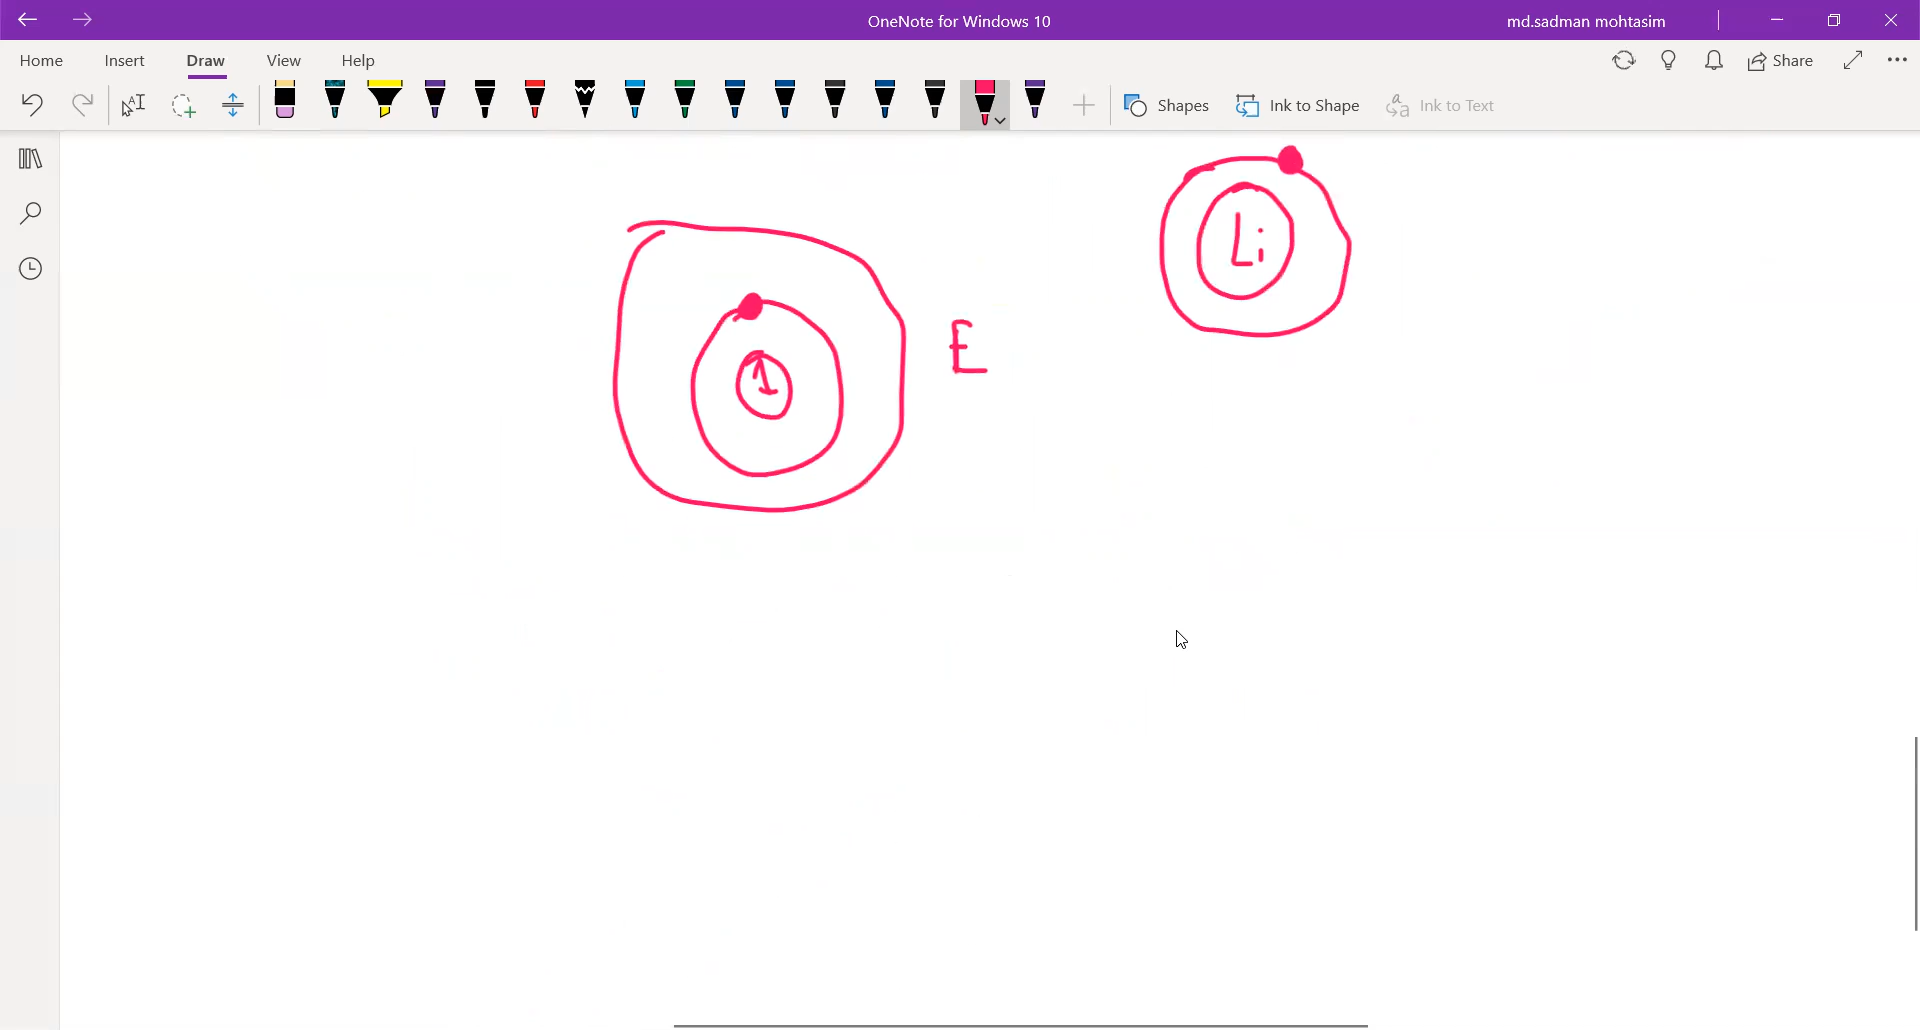 OneNote for Windows 10
md.sadman mohtasim
Home Insert Draw View Help
Share
Shapes
Ink to Shape
Ink to Text
Li
E
1